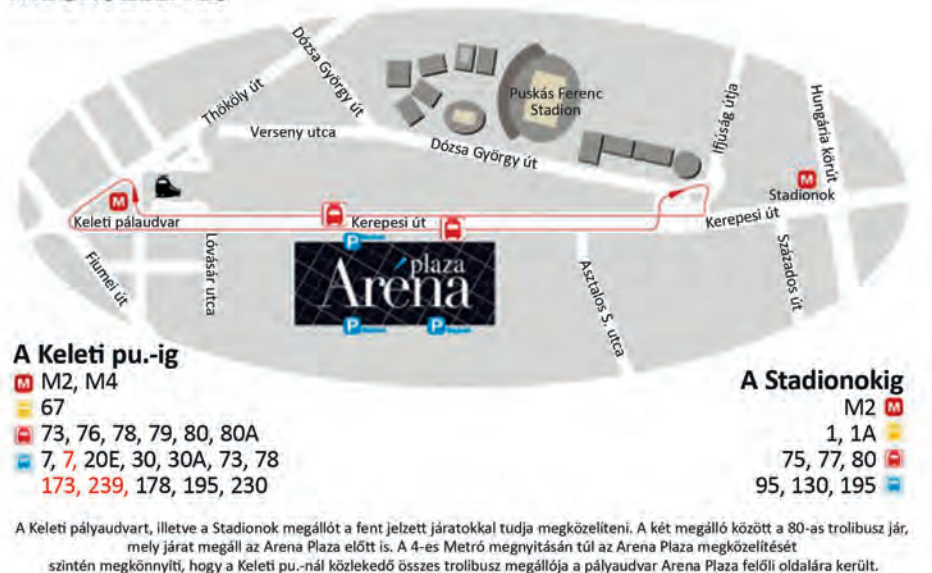 Dózsa György út
Thököly út
Verseny utca
Puskás Ferenc
Stadion
Dózsa György út
Ifjúság útja
Hungária körút
M
Stadionok
M
Keleti pálaudvar
Kerepesi út
Kerepesi út
Fiumei út
Lóvásár utca
P
plaza
Aréna
P
P
Asztalos S. utca
Százados út
A Keleti pu.-ig
M M2, M4
67
73, 76, 78, 79, 80, 80A
7, 7, 20E, 30, 30A, 73, 78
173, 239, 178, 195, 230
A Stadionokig
M2 M
1, 1A
75, 77, 80
95, 130, 195
A Keleti pályaudvart, illetve a Stadionok megállót a fent jelzett járatokkal tudja megközelíteni. A két megálló között a 80-as trolibusz jár,
mely járat megáll az Arena Plaza előtt is. A 4-es Metró megnyitásán túl az Arena Plaza megközelítését
szintén megkönnyíti, hogy a Keleti pu.-nál közlekedő összes trolibusz megállója a pályaudvar Arena Plaza felőli oldalára került.